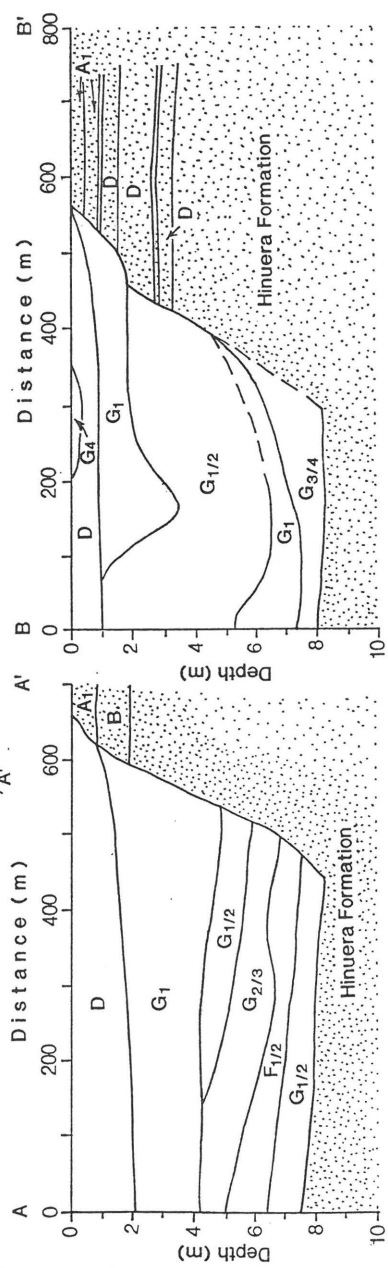 'A'
A
Distance (m)
A'
0
200
400
600
Depth (m)
0
2
4
6
8
10
D
G1
G1/2
G2/3
F1/2
G1/2
A1
B
Hinuera Formation
B
Distance (m)
B'
0
200
400
600
800
Depth (m)
0
2
4
6
8
10
D
G4
G1
G1/2
G1
G3/4
A1
D
D
D
Hinuera Formation